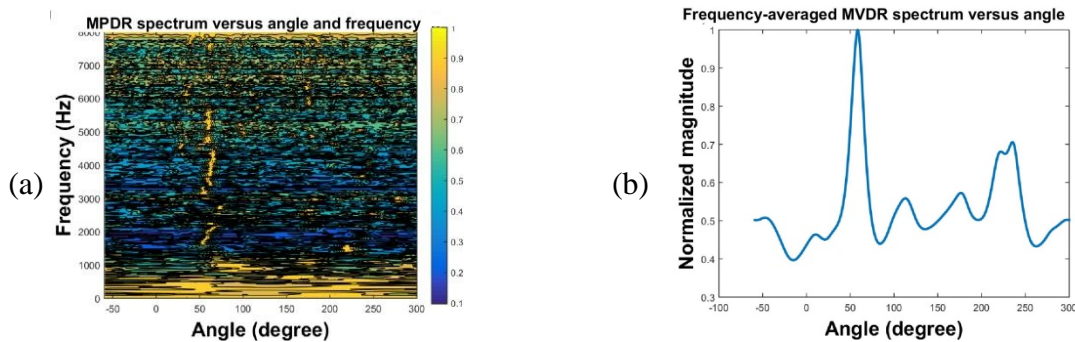 MPDR spectrum versus angle and frequency
(a)
Frequency (Hz)
8000
7000
6000
5000
4000
3000
2000
1000
0
-50 0 50 100 150 200 250 300
Angle (degree)
1
0.9
0.8
0.7
0.6
0.5
0.4
0.3
0.2
0.1
Frequency-averaged MVDR spectrum versus angle
(b)
Normalized magnitude
1
0.9
0.8
0.7
0.6
0.5
0.4
0.3
-100 -50 0 50 100 150 200 250 300
Angle (degree)